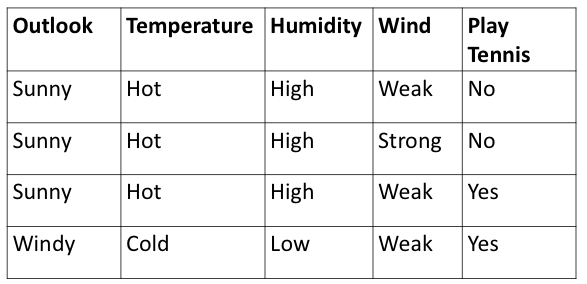 Outlook Temperature Humidity Wind Play Tennis
Sunny Hot High Weak No
Sunny Hot High Strong No
Sunny Hot High Weak Yes
Windy Cold Low Weak Yes